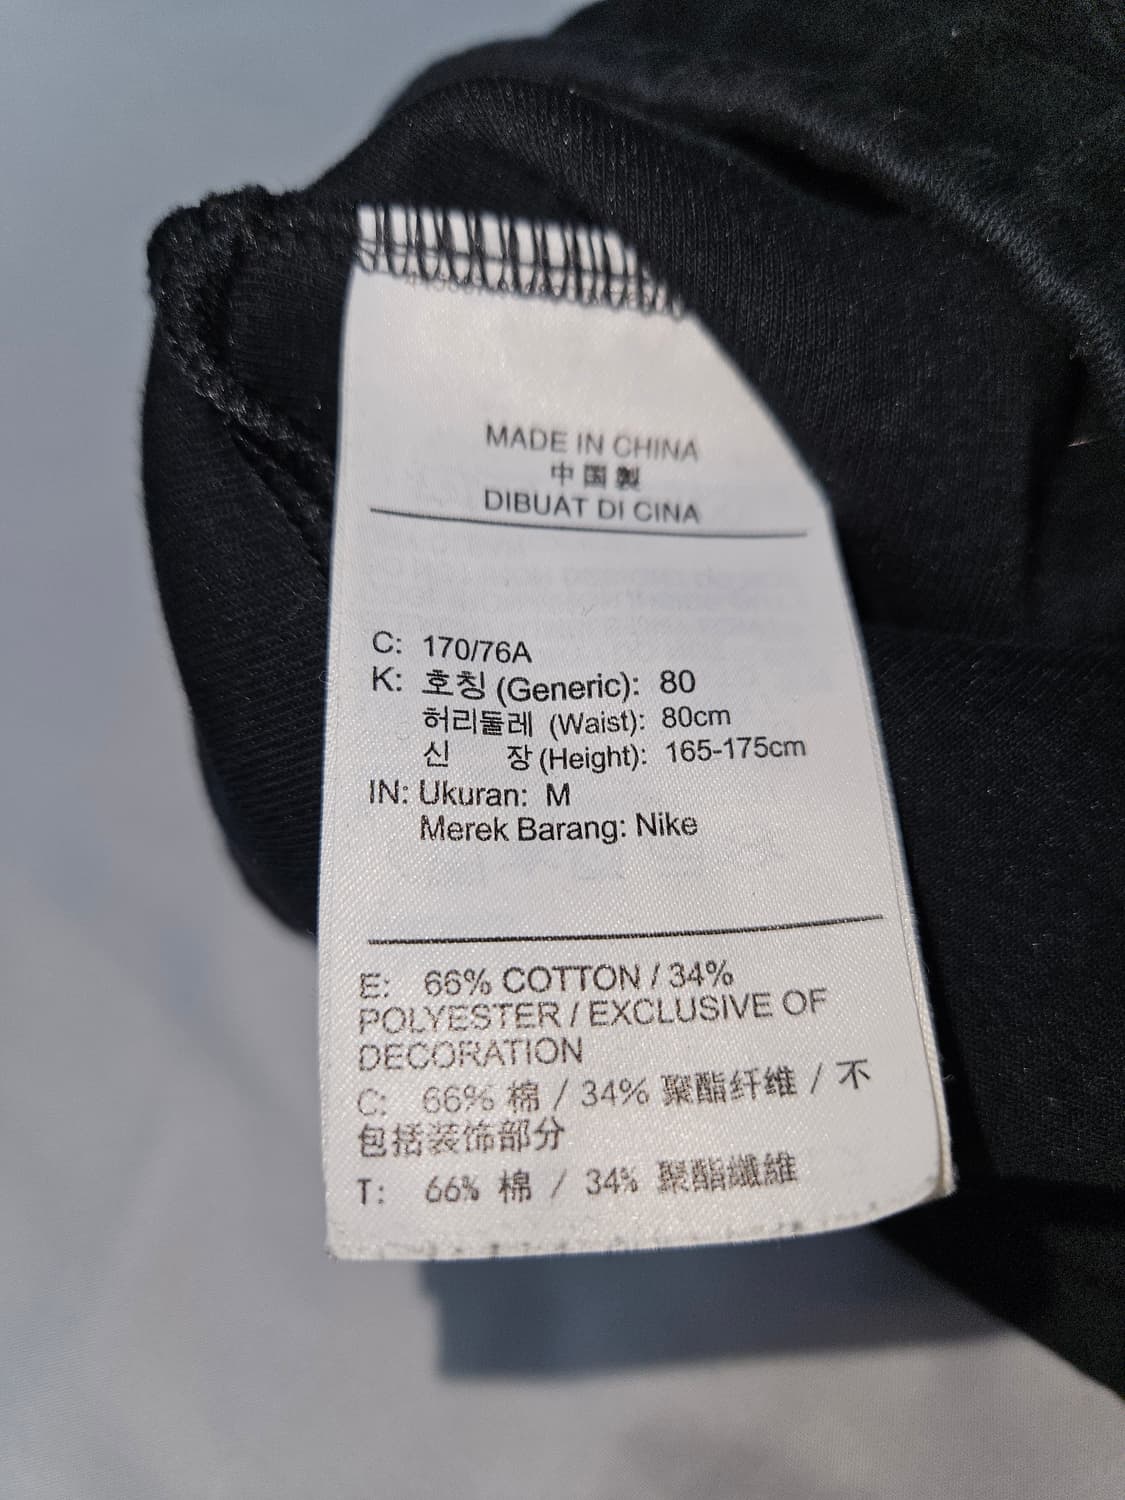 MADE IN CHINA
中国製
DIBUAT DI CINA
C: 170/76A
K: 호칭 (Generic): 80
허리둘레 (Waist): 80cm
신 장 (Height): 165-175cm
IN: Ukuran: M
Merek Barang: Nike
E: 66% COTTON / 34%
POLYESTER / EXCLUSIVE OF
DECORATION
C: 66% 棉 / 34% 聚酯纤维 / 不
包括装饰部分
T: 66% 棉 / 34% 聚酯纖維